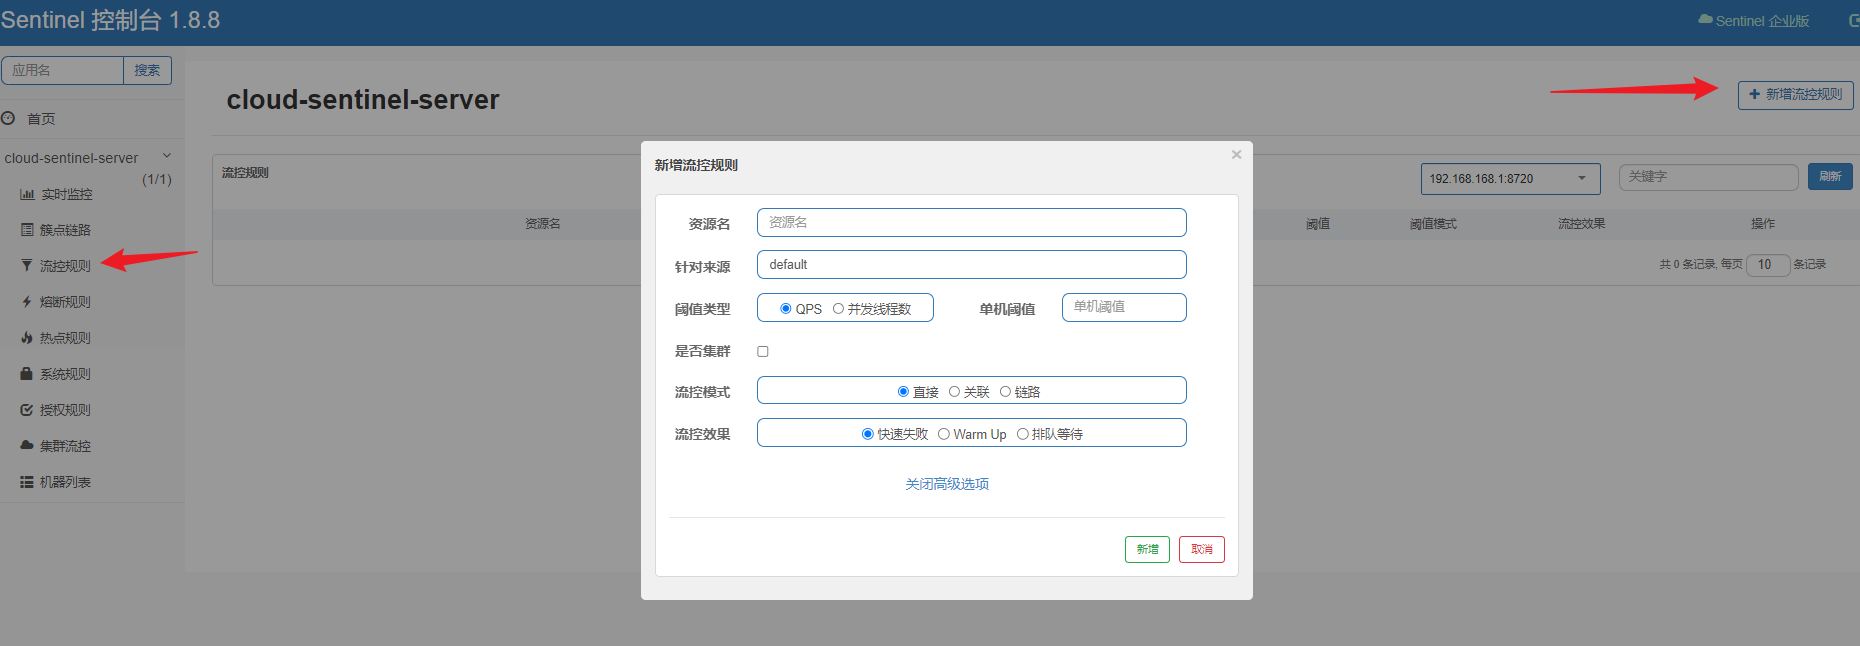 Sentinel 控制台 1.8.8
Sentinel 企业版
应用名 搜索
首页
cloud-sentinel-server
(1/1)
实时监控
簇点链路
流控规则
熔断规则
热点规则
系统规则
授权规则
集群流控
机器列表
cloud-sentinel-server
新增流控规则
流控规则
192.168.168.1:8720 关键字 刷新
资源名 阈值 阈值模式 流控效果 操作
共 0 条记录, 每页 10 条记录
新增流控规则 ×
资源名 资源名
针对来源 default
阈值类型 QPS 并发线程数 单机阈值 单机阈值
是否集群
流控模式 直接 关联 链路
流控效果 快速失败 Warm Up 排队等待
关闭高级选项
新增 取消